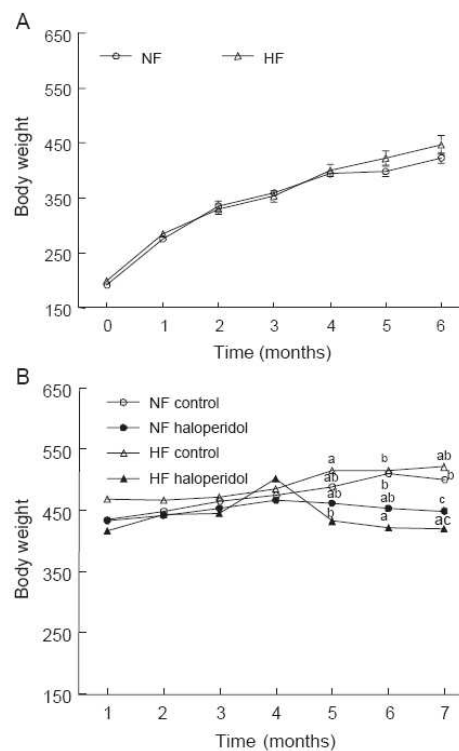 A
650
NF HF
550
450
350
250
150
0 1 2 3 4 5 6
Body weight
Time (months)
B
650
NF control
NF haloperidol
HF control
HF haloperidol
550
450
350
250
150
a b ab
ab b b
ab ab c
b a ac
1 2 3 4 5 6 7
Body weight
Time (months)